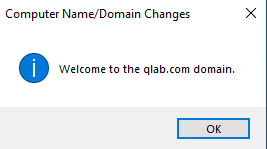 Computer Name/Domain Changes
Welcome to the qlab.com domain.
OK